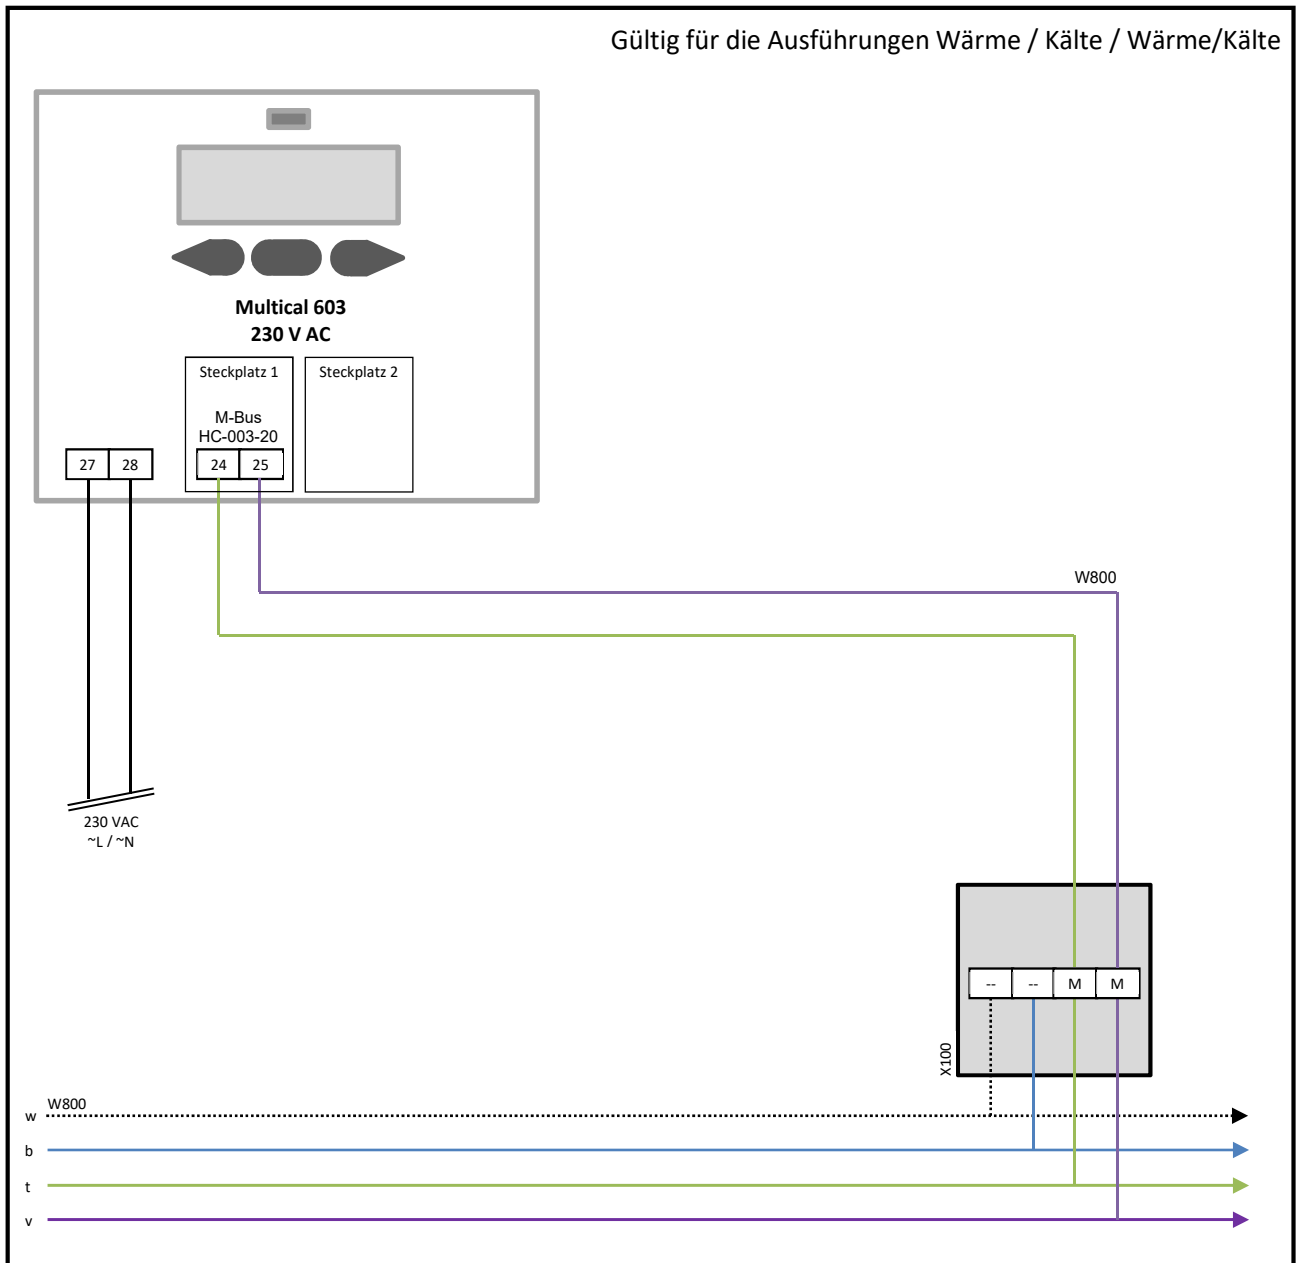 Gültig für die Ausführungen Wärme / Kälte / Wärme/Kälte
Multical 603
230 V AC
Steckplatz 1
Steckplatz 2
M-Bus
HC-003-20
27
28
24
25
W800
230 VAC
~L / ~N
--
--
M
M
X100
W800
w
b
t
v